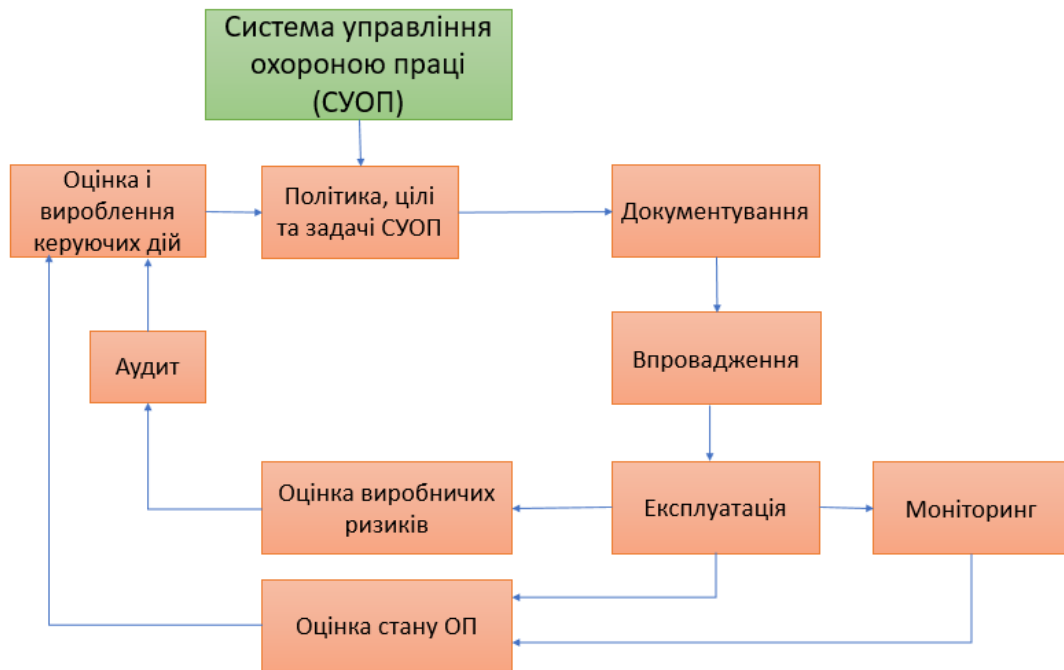 Система управління
охороною праці
(СУОП)
Оцінка і
вироблення
керуючих дій
Політика, цілі
та задачі СУОП
Документування
Аудит
Впровадження
Оцінка виробничих
ризиків
Експлуатація
Моніторинг
Оцінка стану ОП